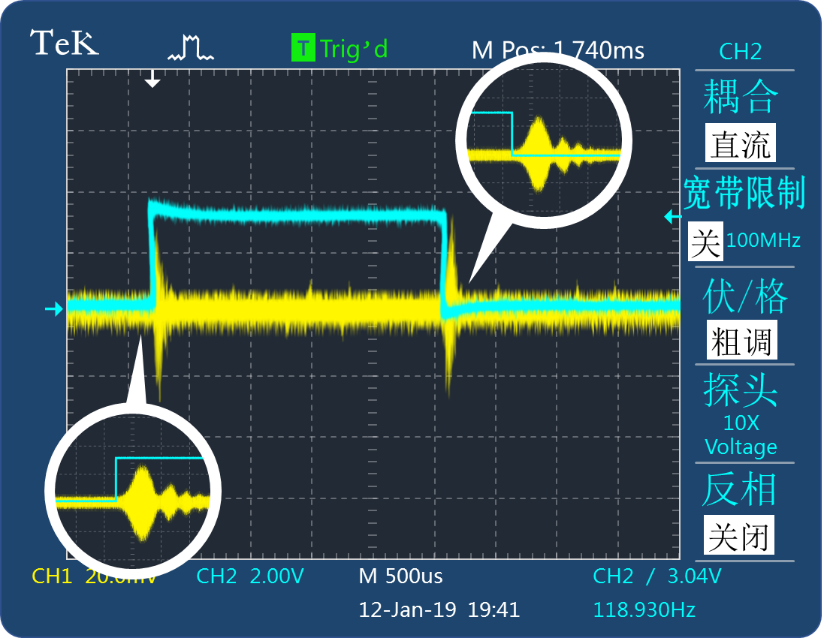 TeK
T Trig’d
M Pos: 1.740ms
CH2
耦合
直流
宽带限制
关 100MHz
伏/格
粗调
探头
10X
Voltage
反相
关闭
CH1 20.0mV CH2 2.00V M 500us CH2 / 3.04V
12-Jan-19 19:41 118.930Hz